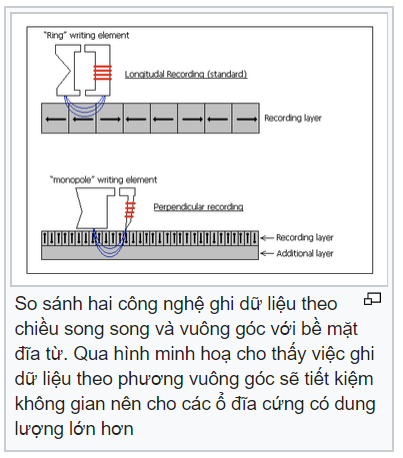 "Ring" writing element
Longitudal Recording (standard)
Recording layer
"monopole" writing element
Perpendicular recording
Recording layer
Additional layer
So sánh hai công nghệ ghi dữ liệu theo
chiều song song và vuông góc với bề mặt
đĩa từ. Qua hình minh hoạ cho thấy việc ghi
dữ liệu theo phương vuông góc sẽ tiết kiệm
không gian nên cho các ổ đĩa cứng có dung
lượng lớn hơn